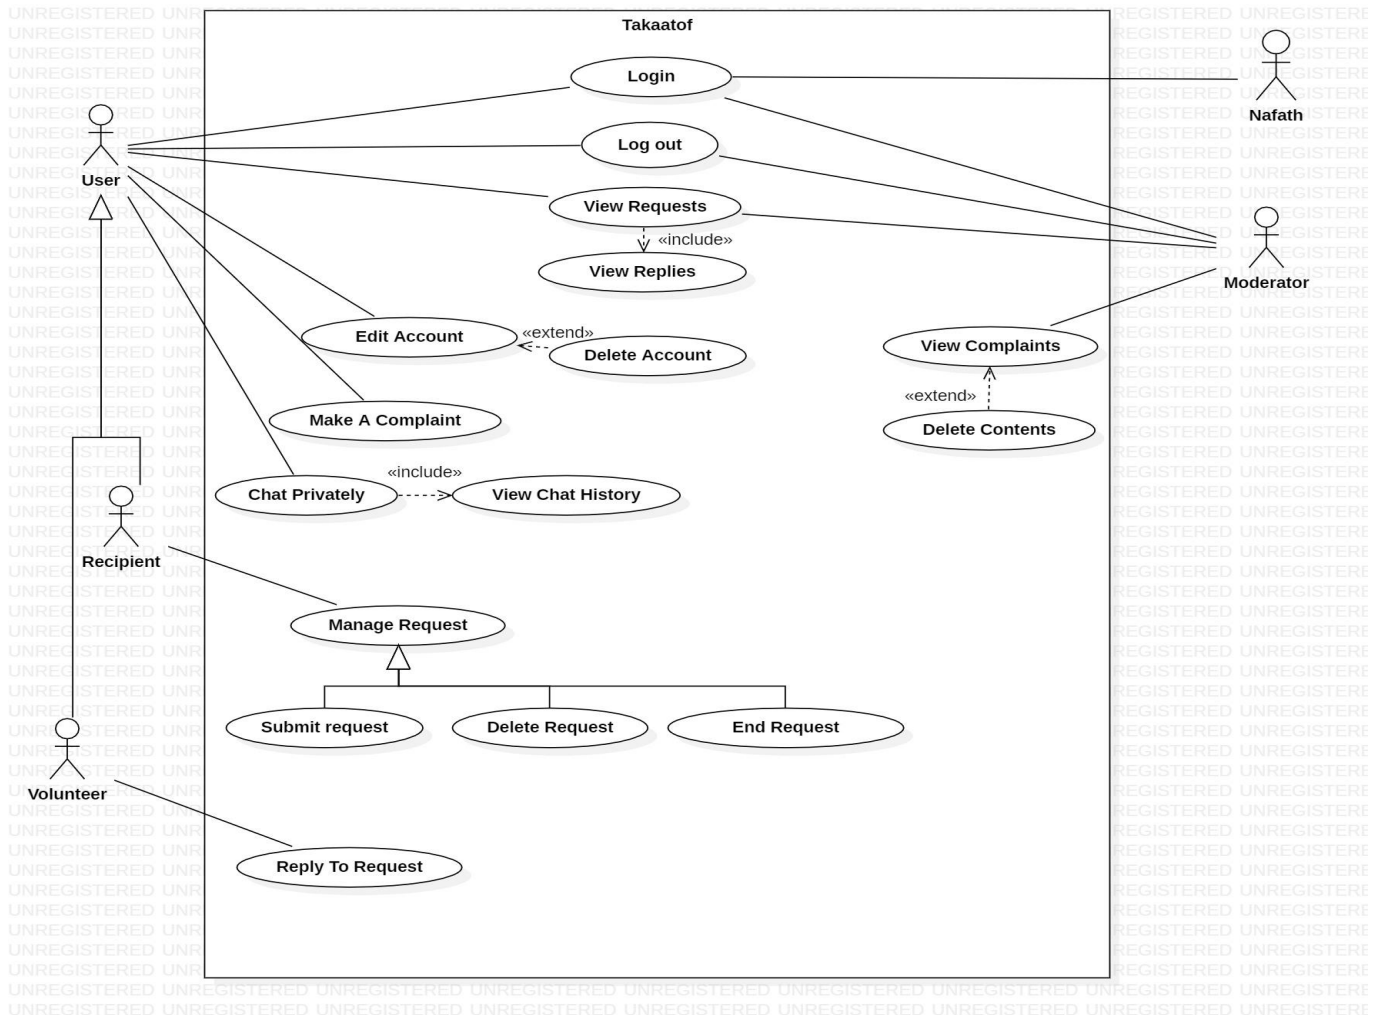 Takaatof
Login
Nafath
Log out
User
View Requests
«include»
View Replies
Moderator
Edit Account
«extend»
Delete Account
View Complaints
«extend»
Make A Complaint
Delete Contents
«include»
Chat Privately
View Chat History
Recipient
Manage Request
Submit request
Delete Request
End Request
Volunteer
Reply To Request
UNREGISTERED